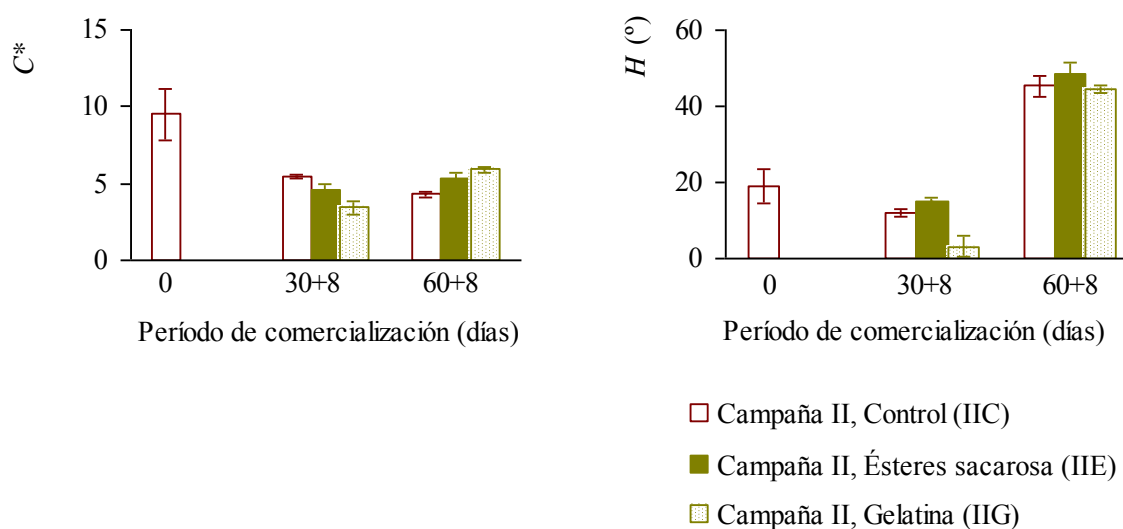 C*
15
10
5
0
0 30+8 60+8
Período de comercialización (días)
H (º)
60
40
20
0
0 30+8 60+8
Período de comercialización (días)
Campaña II, Control (IIC)
Campaña II, Ésteres sacarosa (IIE)
Campaña II, Gelatina (IIG)